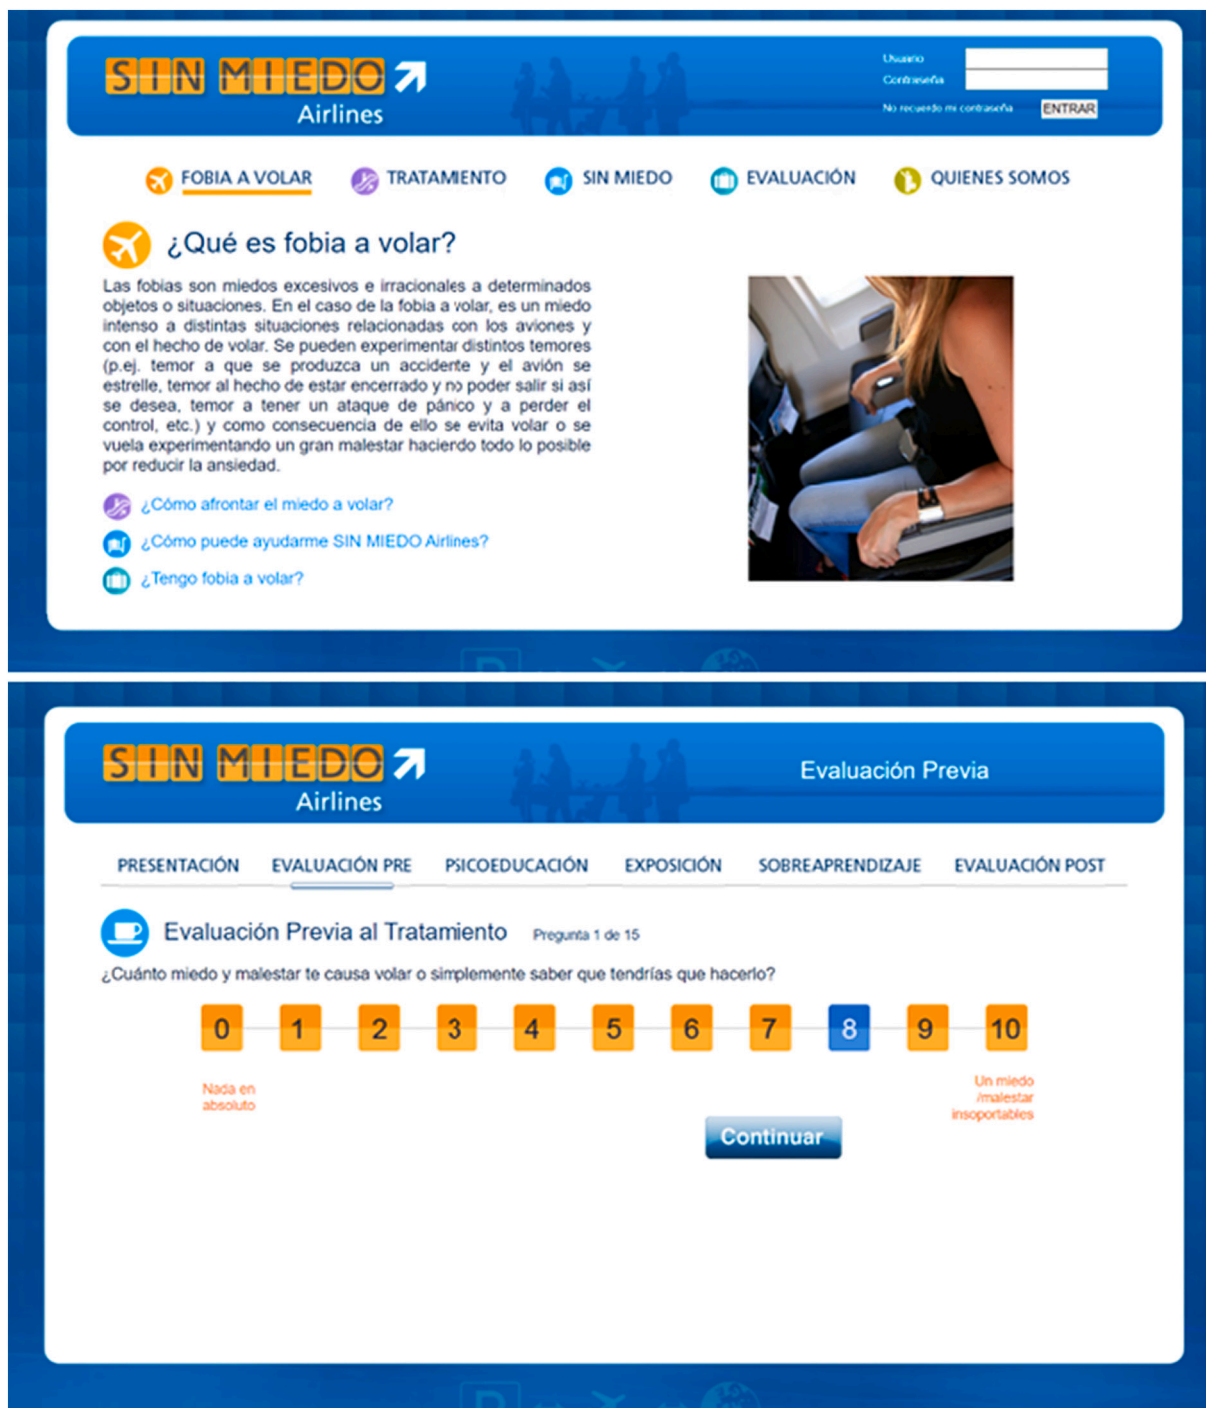 SIN MIEDO
Airlines
Usuario
Contraseña
No recuerdo mi contraseña ENTRAR
FOBIA A VOLAR TRATAMIENTO SIN MIEDO EVALUACIÓN QUIENES SOMOS
¿Qué es fobia a volar?
Las fobias son miedos excesivos e irracionales a determinados
objetos o situaciones. En el caso de la fobia a volar, es un miedo
intenso a distintas situaciones relacionadas con los aviones y
con el hecho de volar. Se pueden experimentar distintos temores
(p.ej. temor a que se produzca un accidente y el avión se
estrelle, temor al hecho de estar encerrado y no poder salir si así
se desea, temor a tener un ataque de pánico y a perder el
control, etc.) y como consecuencia de ello se evita volar o se
vuela experimentando un gran malestar haciendo todo lo posible
por reducir la ansiedad.
¿Cómo afrontar el miedo a volar?
¿Cómo puede ayudarme SIN MIEDO Airlines?
¿Tengo fobia a volar?
SIN MIEDO
Airlines
Evaluación Previa
PRESENTACIÓN EVALUACIÓN PRE PSICOEDUCACIÓN EXPOSICIÓN SOBREAPRENDIZAJE EVALUACIÓN POST
Evaluación Previa al Tratamiento Pregunta 1 de 15
¿Cuánto miedo y malestar te causa volar o simplemente saber que tendrías que hacerlo?
0 1 2 3 4 5 6 7 8 9 10
Nada en
absoluto
Un miedo
/malestar
insoportables
Continuar